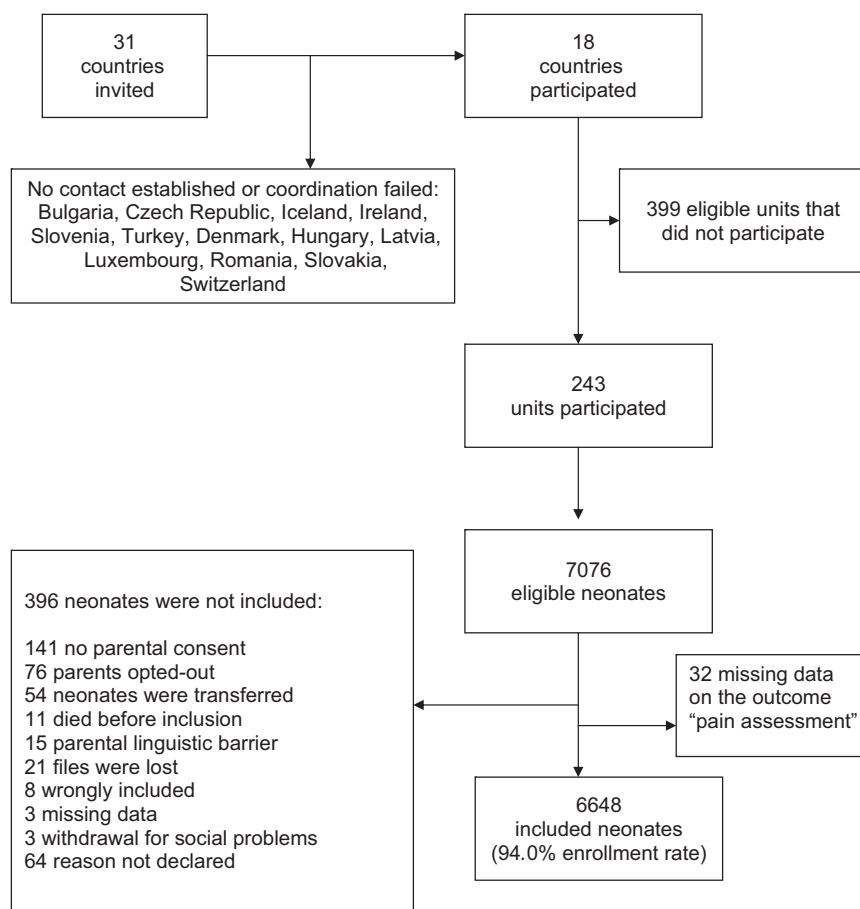 31
countries
invited
18
countries
participated
No contact established or coordination failed:
Bulgaria, Czech Republic, Iceland, Ireland,
Slovenia, Turkey, Denmark, Hungary, Latvia,
Luxembourg, Romania, Slovakia,
Switzerland
399 eligible units that
did not participate
243
units participated
7076
eligible neonates
396 neonates were not included:
141 no parental consent
76 parents opted-out
54 neonates were transferred
11 died before inclusion
15 parental linguistic barrier
21 files were lost
8 wrongly included
3 missing data
3 withdrawal for social problems
64 reason not declared
32 missing data
on the outcome
“pain assessment”
6648
included neonates
(94.0% enrollment rate)